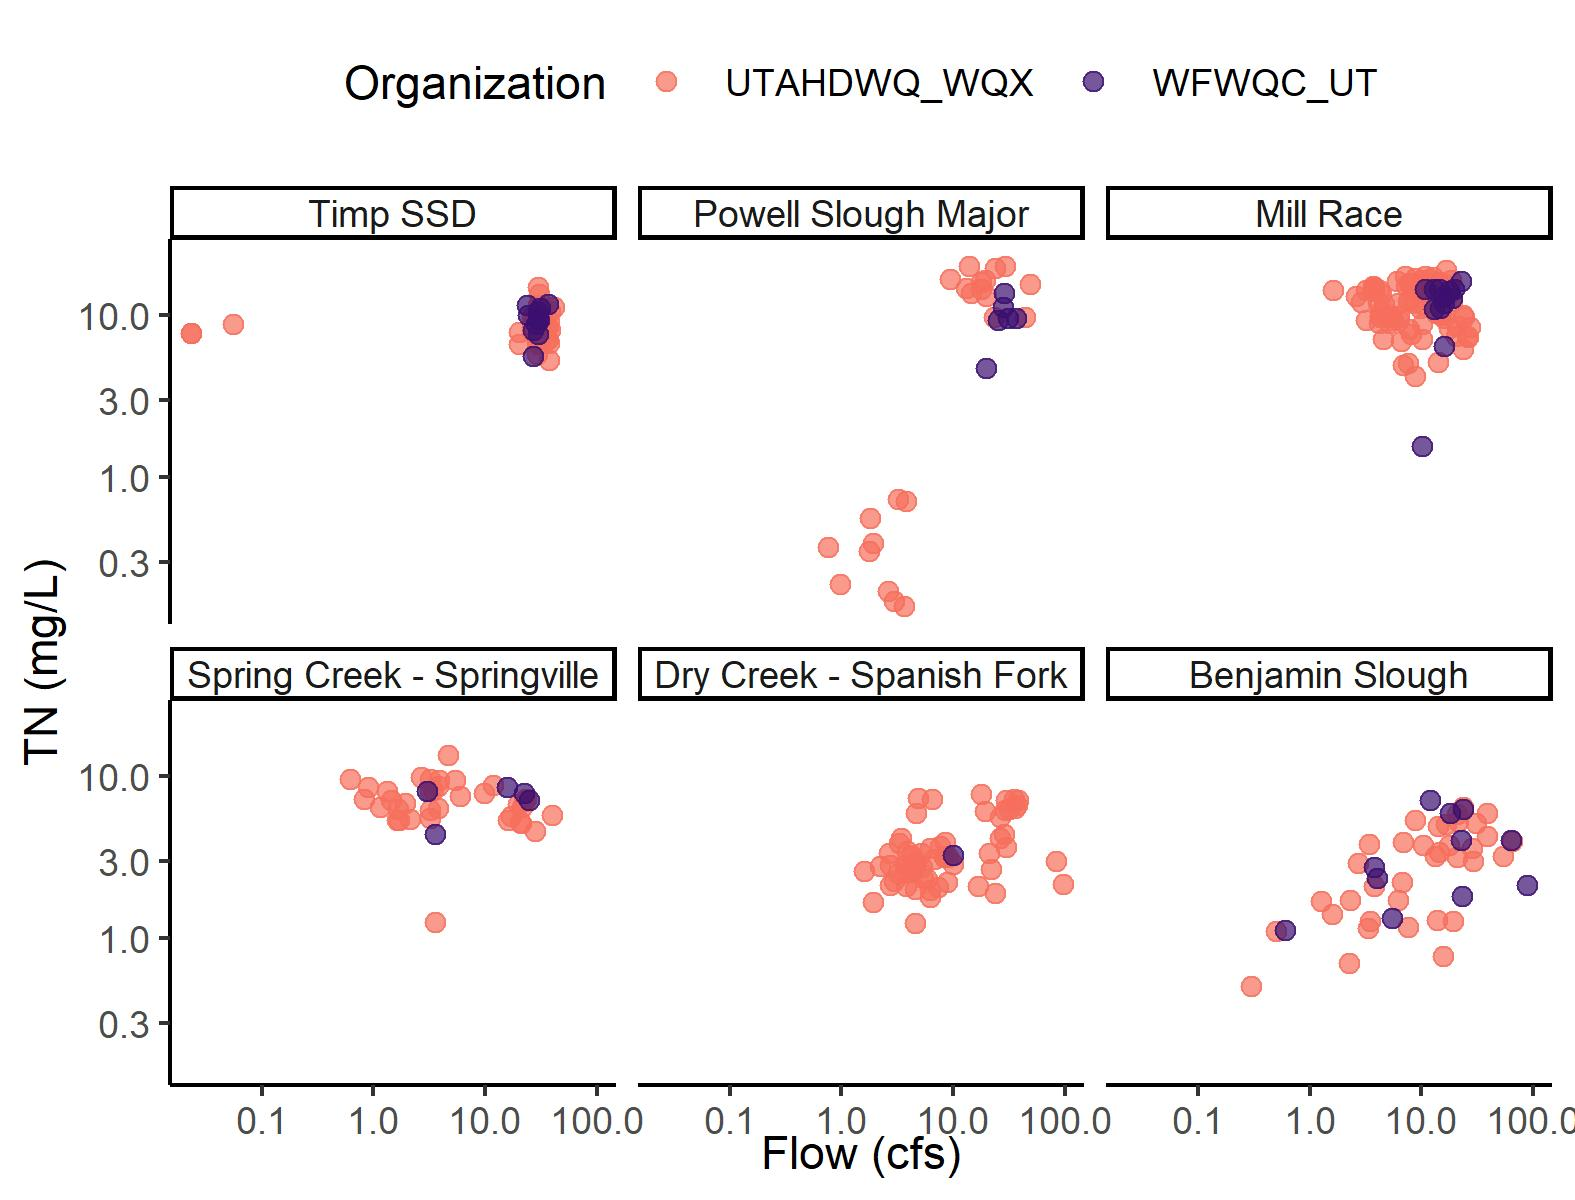 Organization UTAHDWQ_WQX WFWQC_UT
Timp SSD Powell Slough Major Mill Race
10.0
3.0
1.0
0.3
TN (mg/L)
Spring Creek - Springville Dry Creek - Spanish Fork Benjamin Slough
10.0
3.0
1.0
0.3
0.1 1.0 10.0 100.0 0.1 1.0 10.0 100.0 0.1 1.0 10.0 100.0
Flow (cfs)